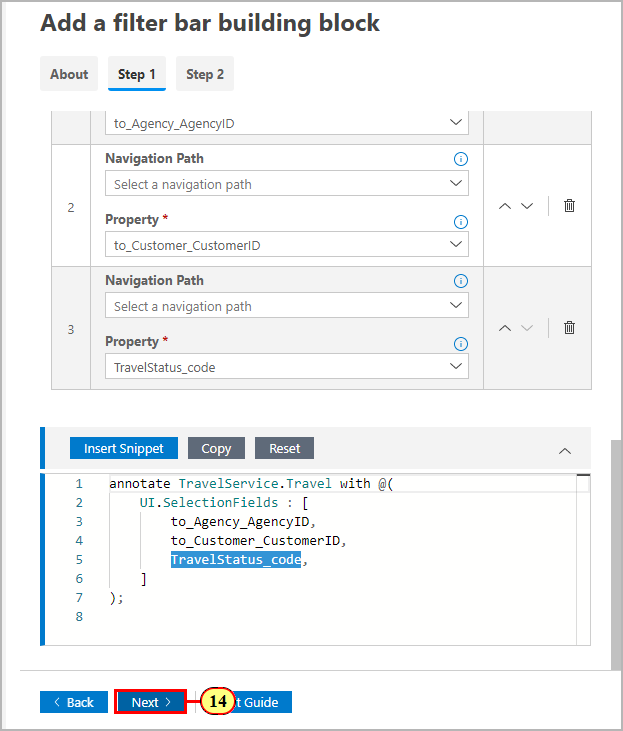 Add a filter bar building block
About Step 1 Step 2
to_Agency_AgencyID
Navigation Path
Select a navigation path
2
Property *
to_Customer_CustomerID
Navigation Path
Select a navigation path
3
Property *
TravelStatus_code
Insert Snippet Copy Reset
1 annotate TravelService.Travel with @(
2 UI.SelectionFields : [
3 to_Agency_AgencyID,
4 to_Customer_CustomerID,
5 TravelStatus_code,
6 ]
7 );
8
< Back Next > 14 t Guide